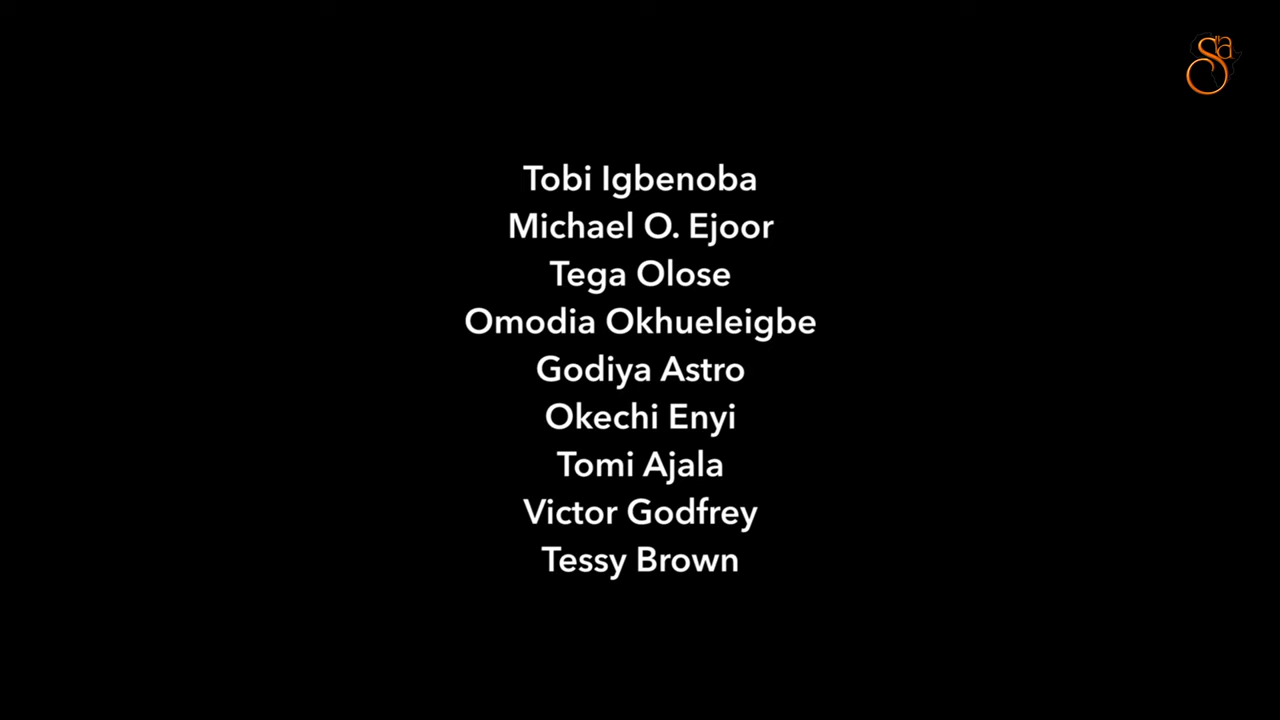 Tobi Igbenoba
Michael O. Ejoor
Tega Olose
Omodia Okhueleigbe
Godiya Astro
Okechi Enyi
Tomi Ajala
Victor Godfrey
Tessy Brown